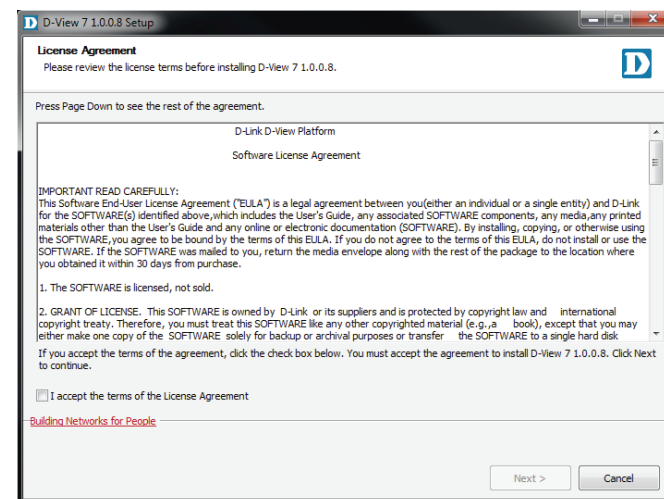 D-View 7 1.0.0.8 Setup
License Agreement
Please review the license terms before installing D-View 7 1.0.0.8.
D
Press Page Down to see the rest of the agreement.
D-Link D-View Platform
Software License Agreement
IMPORTANT READ CAREFULLY:
This Software End-User License Agreement ("EULA") is a legal agreement between you(either an individual or a single entity) and D-Link
for the SOFTWARE(s) identified above,which includes the User's Guide, any associated SOFTWARE components, any media,any printed
materials other than the User's Guide and any online or electronic documentation (SOFTWARE). By installing, copying, or otherwise using
the SOFTWARE,you agree to be bound by the terms of this EULA. If you do not agree to the terms of this EULA, do not install or use the
SOFTWARE. If the SOFTWARE was mailed to you, return the media envelope along with the rest of the package to the location where
you obtained it within 30 days from purchase.
1. The SOFTWARE is licensed, not sold.
2. GRANT OF LICENSE. This SOFTWARE is owned by D-Link or its suppliers and is protected by copyright law and international
copyright treaty. Therefore, you must treat this SOFTWARE like any other copyrighted material (e.g.,a book), except that you may
either make one copy of the SOFTWARE solely for backup or archival purposes or transfer the SOFTWARE to a single hard disk
If you accept the terms of the agreement, click the check box below. You must accept the agreement to install D-View 7 1.0.0.8. Click Next
to continue.
I accept the terms of the License Agreement
Building Networks for People
Next >
Cancel